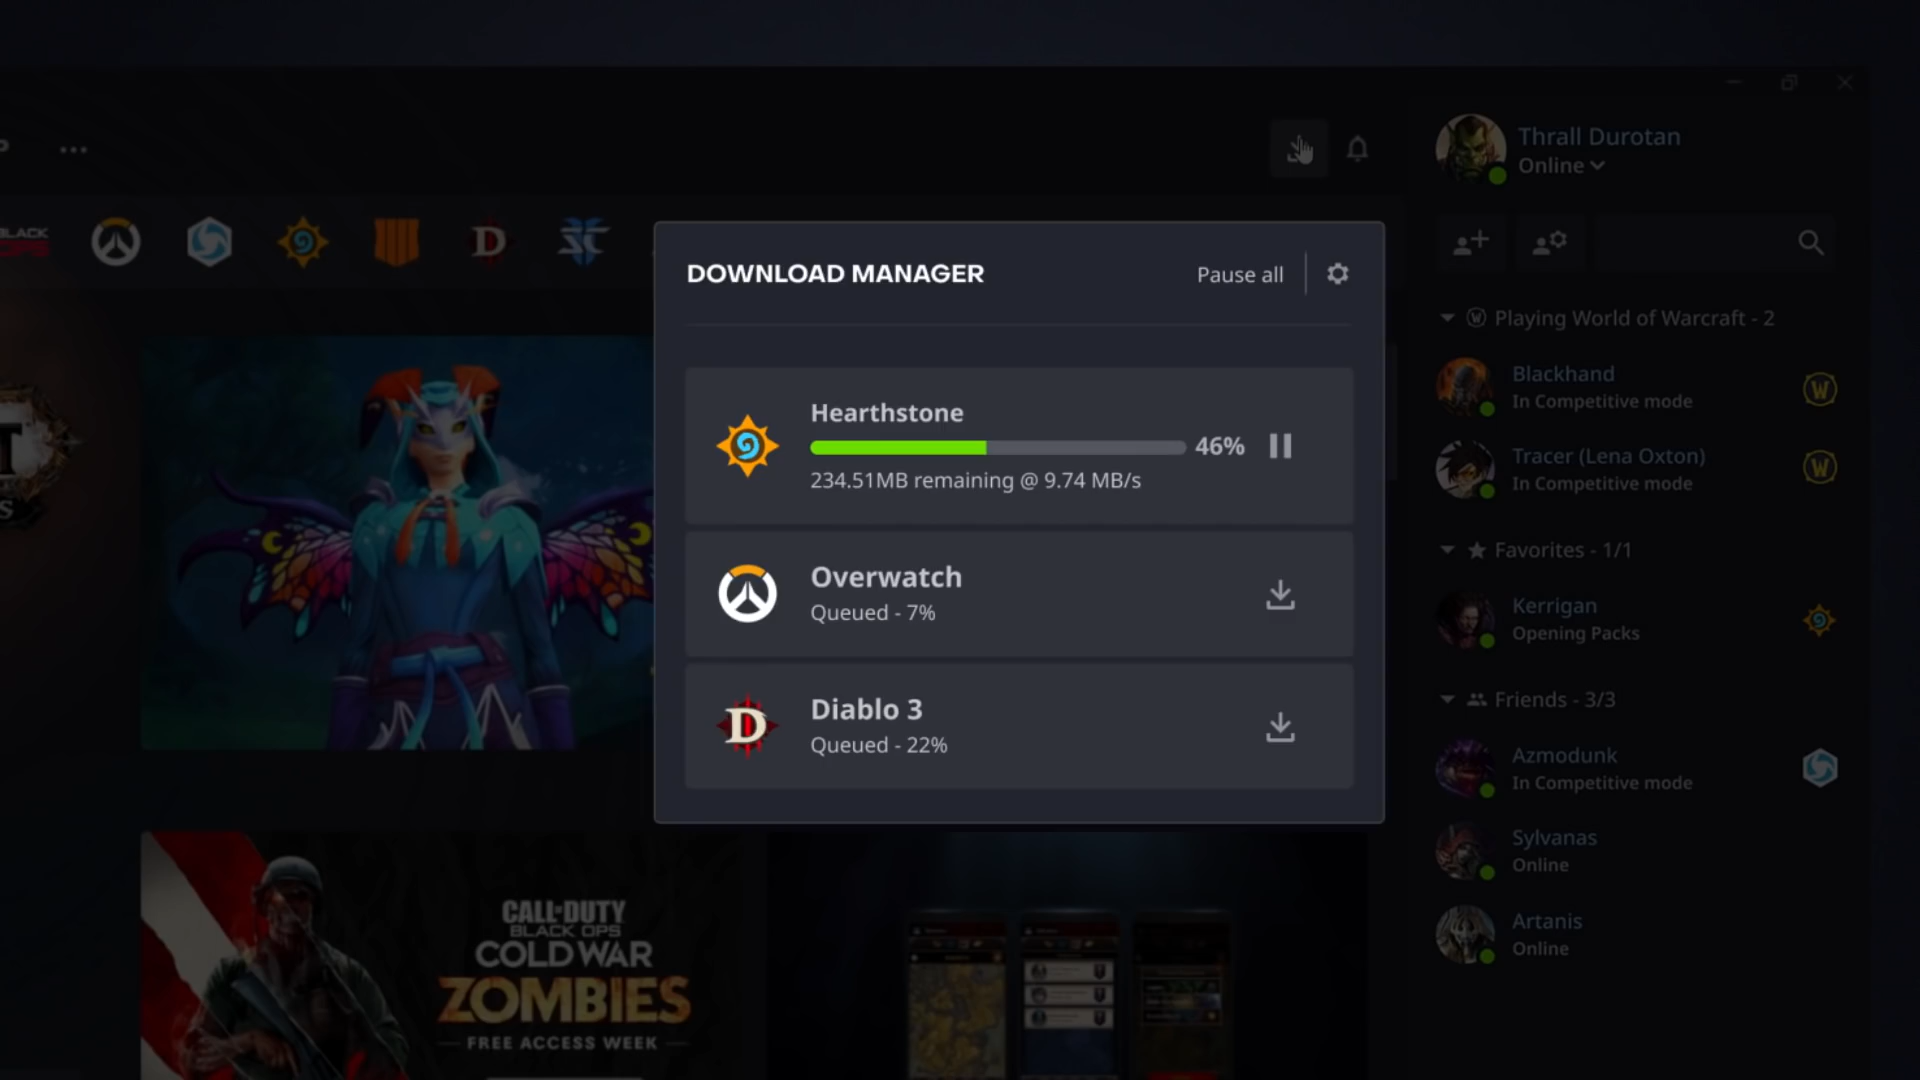 Thrall Durotan
Online
BLACK
OPS
DOWNLOAD MANAGER
Pause all
Hearthstone
46%
234.51MB remaining @ 9.74 MB/s
Overwatch
Queued - 7%
Diablo 3
Queued - 22%
Playing World of Warcraft - 2
Blackhand
In Competitive mode
Tracer (Lena Oxton)
In Competitive mode
Favorites - 1/1
Kerrigan
Opening Packs
Friends - 3/3
Azmodunk
In Competitive mode
Sylvanas
Online
Artanis
Online
CALL OF DUTY
BLACK OPS
COLD WAR
ZOMBIES
FREE ACCESS WEEK